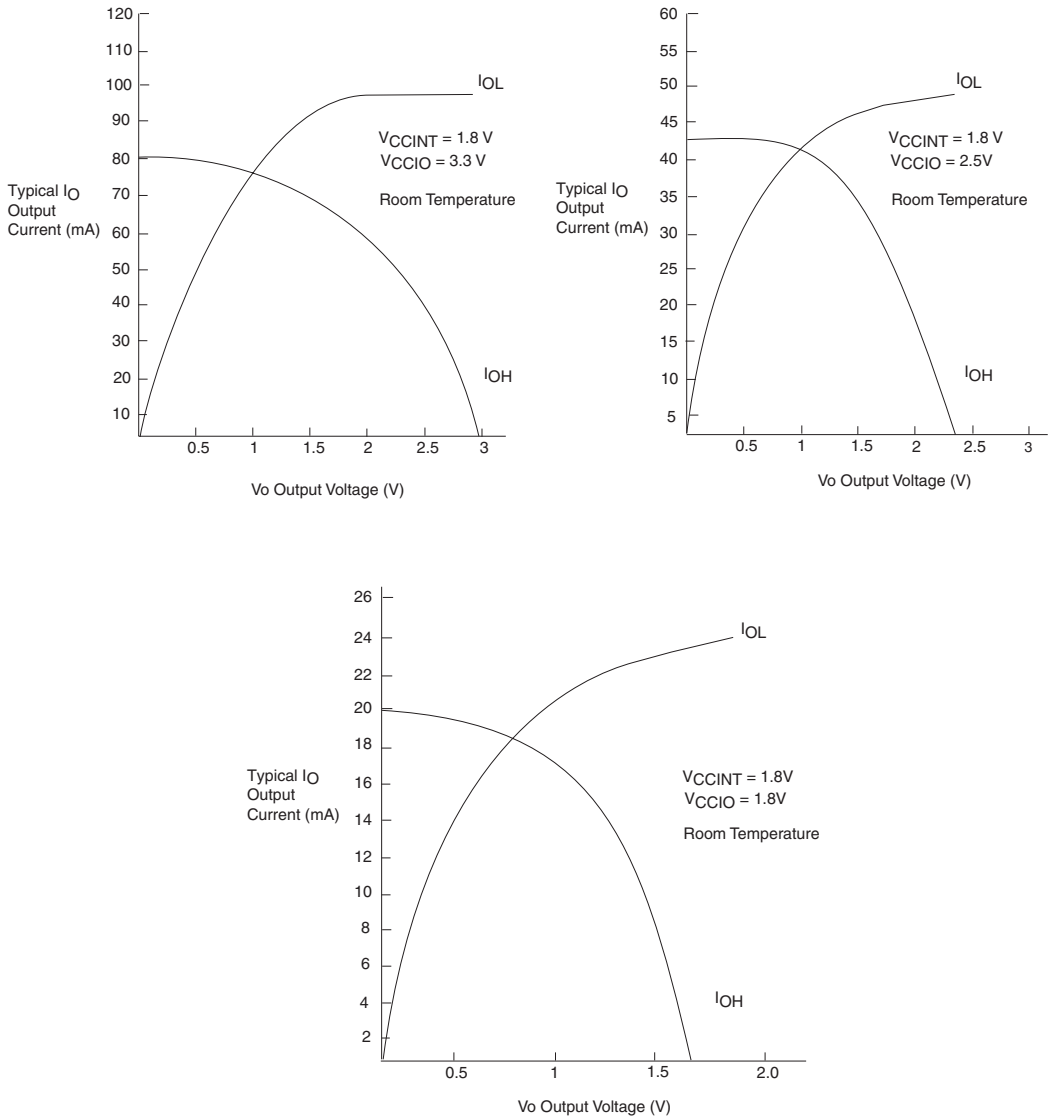 120
110
100
90
80
70
60
50
40
30
20
10
Typical IO
Output
Current (mA)
IOL
VCCINT = 1.8 V
VCCIO = 3.3 V
Room Temperature
IOH
0.5 1 1.5 2 2.5 3
Vo Output Voltage (V)
60
55
50
45
40
35
30
25
20
15
10
5
Typical IO
Output
Current (mA)
IOL
VCCINT = 1.8 V
VCCIO = 2.5V
Room Temperature
IOH
0.5 1 1.5 2 2.5 3
Vo Output Voltage (V)
26
24
22
20
18
16
14
12
10
8
6
4
2
Typical IO
Output
Current (mA)
IOL
VCCINT = 1.8V
VCCIO = 1.8V
Room Temperature
IOH
0.5 1 1.5 2.0
Vo Output Voltage (V)